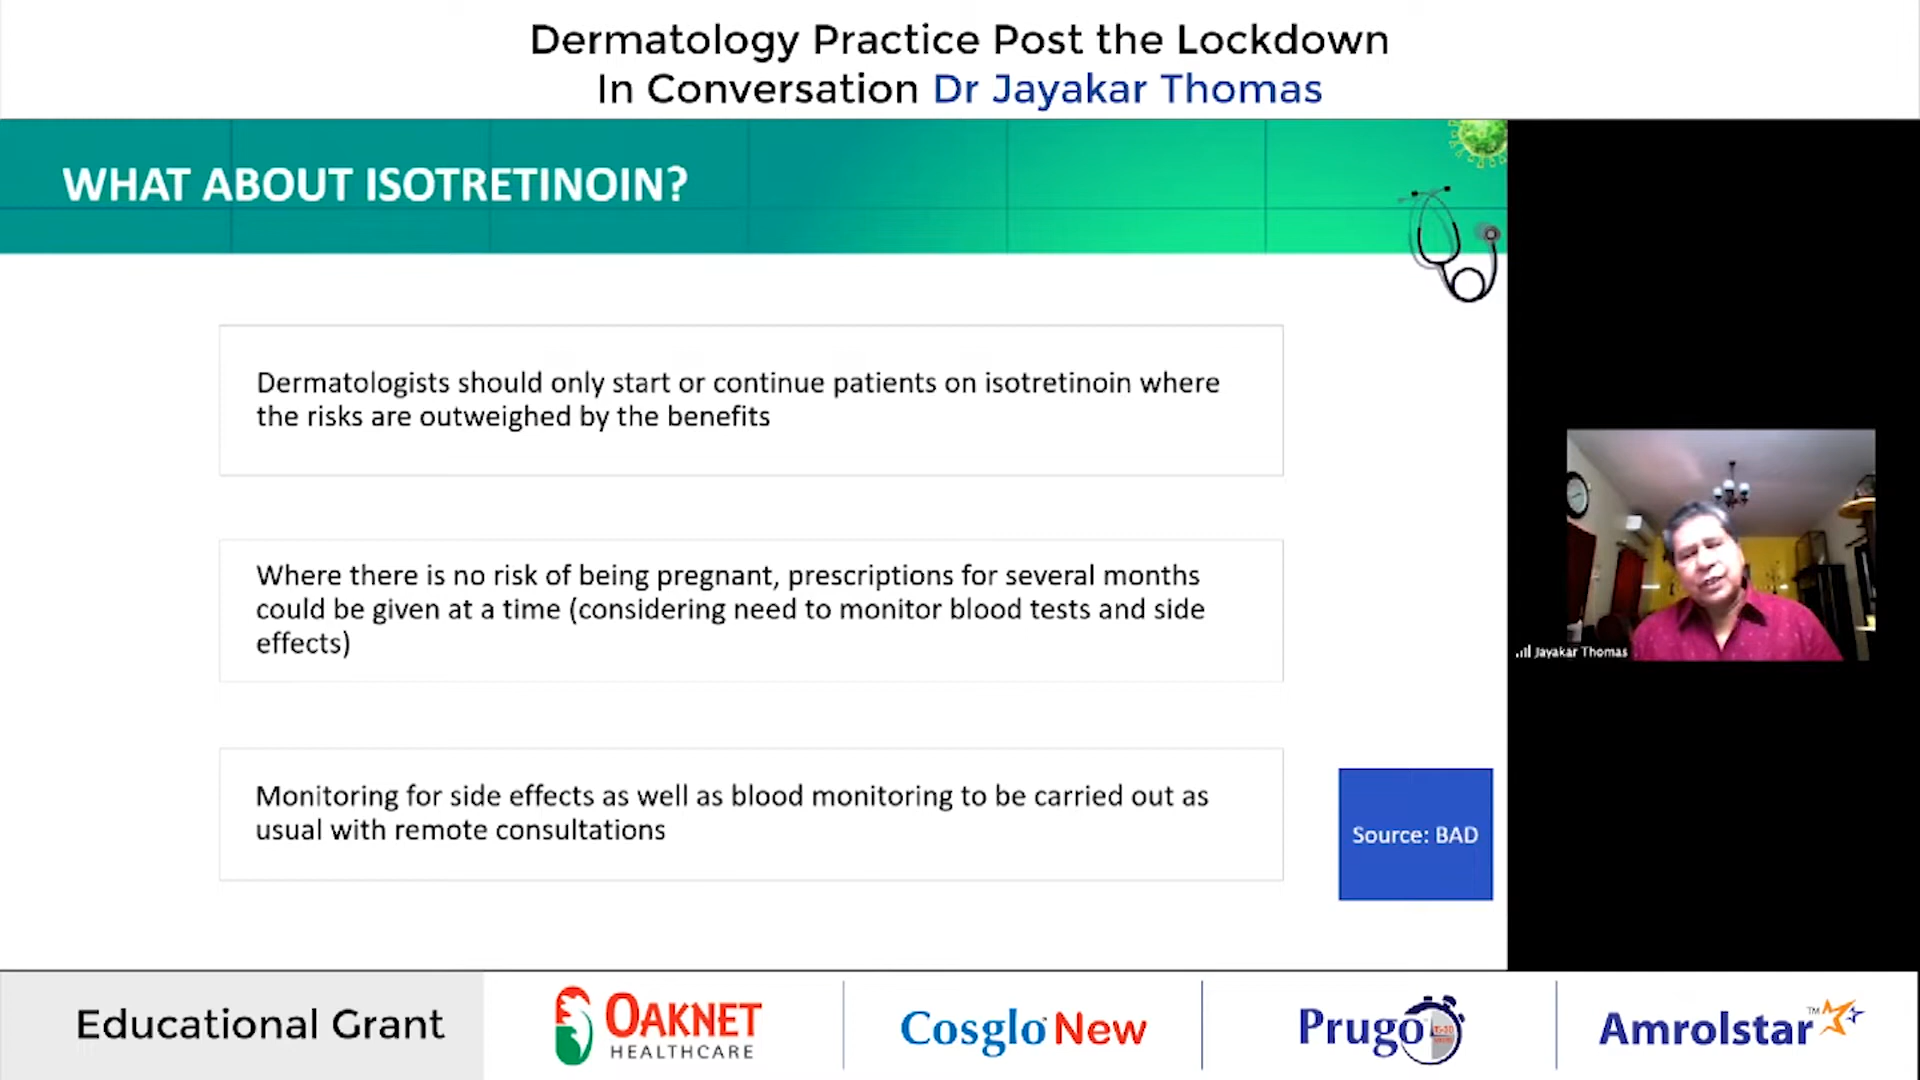 Dermatology Practice Post the Lockdown
In Conversation Dr Jayakar Thomas
WHAT ABOUT ISOTRETINOIN?
Dermatologists should only start or continue patients on isotretinoin where
the risks are outweighed by the benefits
Where there is no risk of being pregnant, prescriptions for several months
could be given at a time (considering need to monitor blood tests and side
effects)
Monitoring for side effects as well as blood monitoring to be carried out as
usual with remote consultations
Source: BAD
Jayakar Thomas
Educational Grant
OAKNET
HEALTHCARE
Cosglo New
Prugo
Amrolstar™